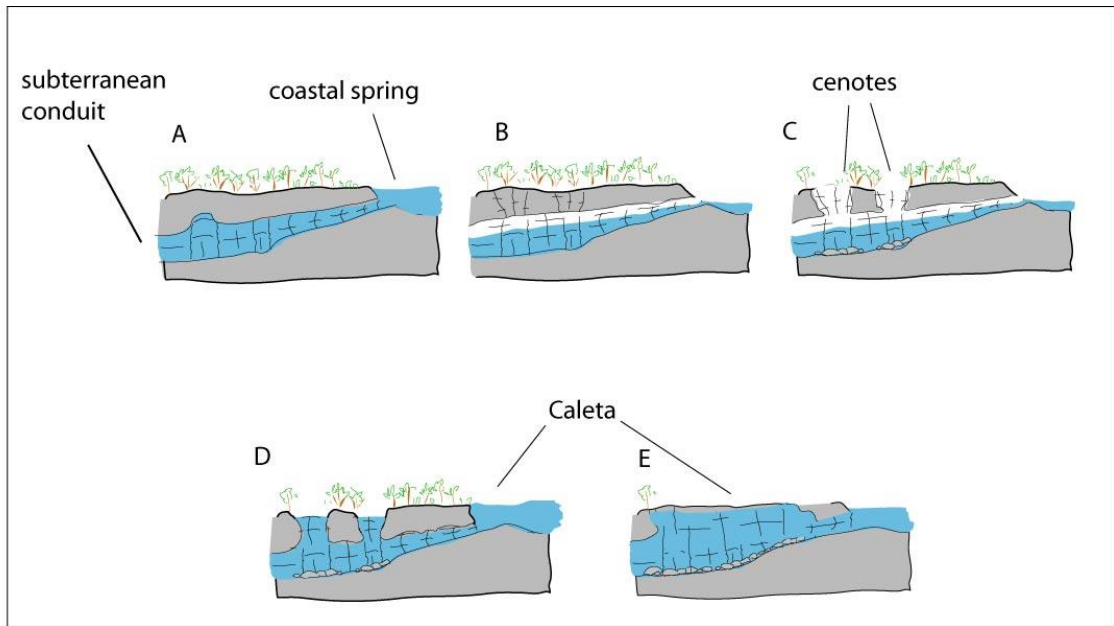 subterranean
conduit
coastal spring
cenotes
A
B
C
Caleta
D
E